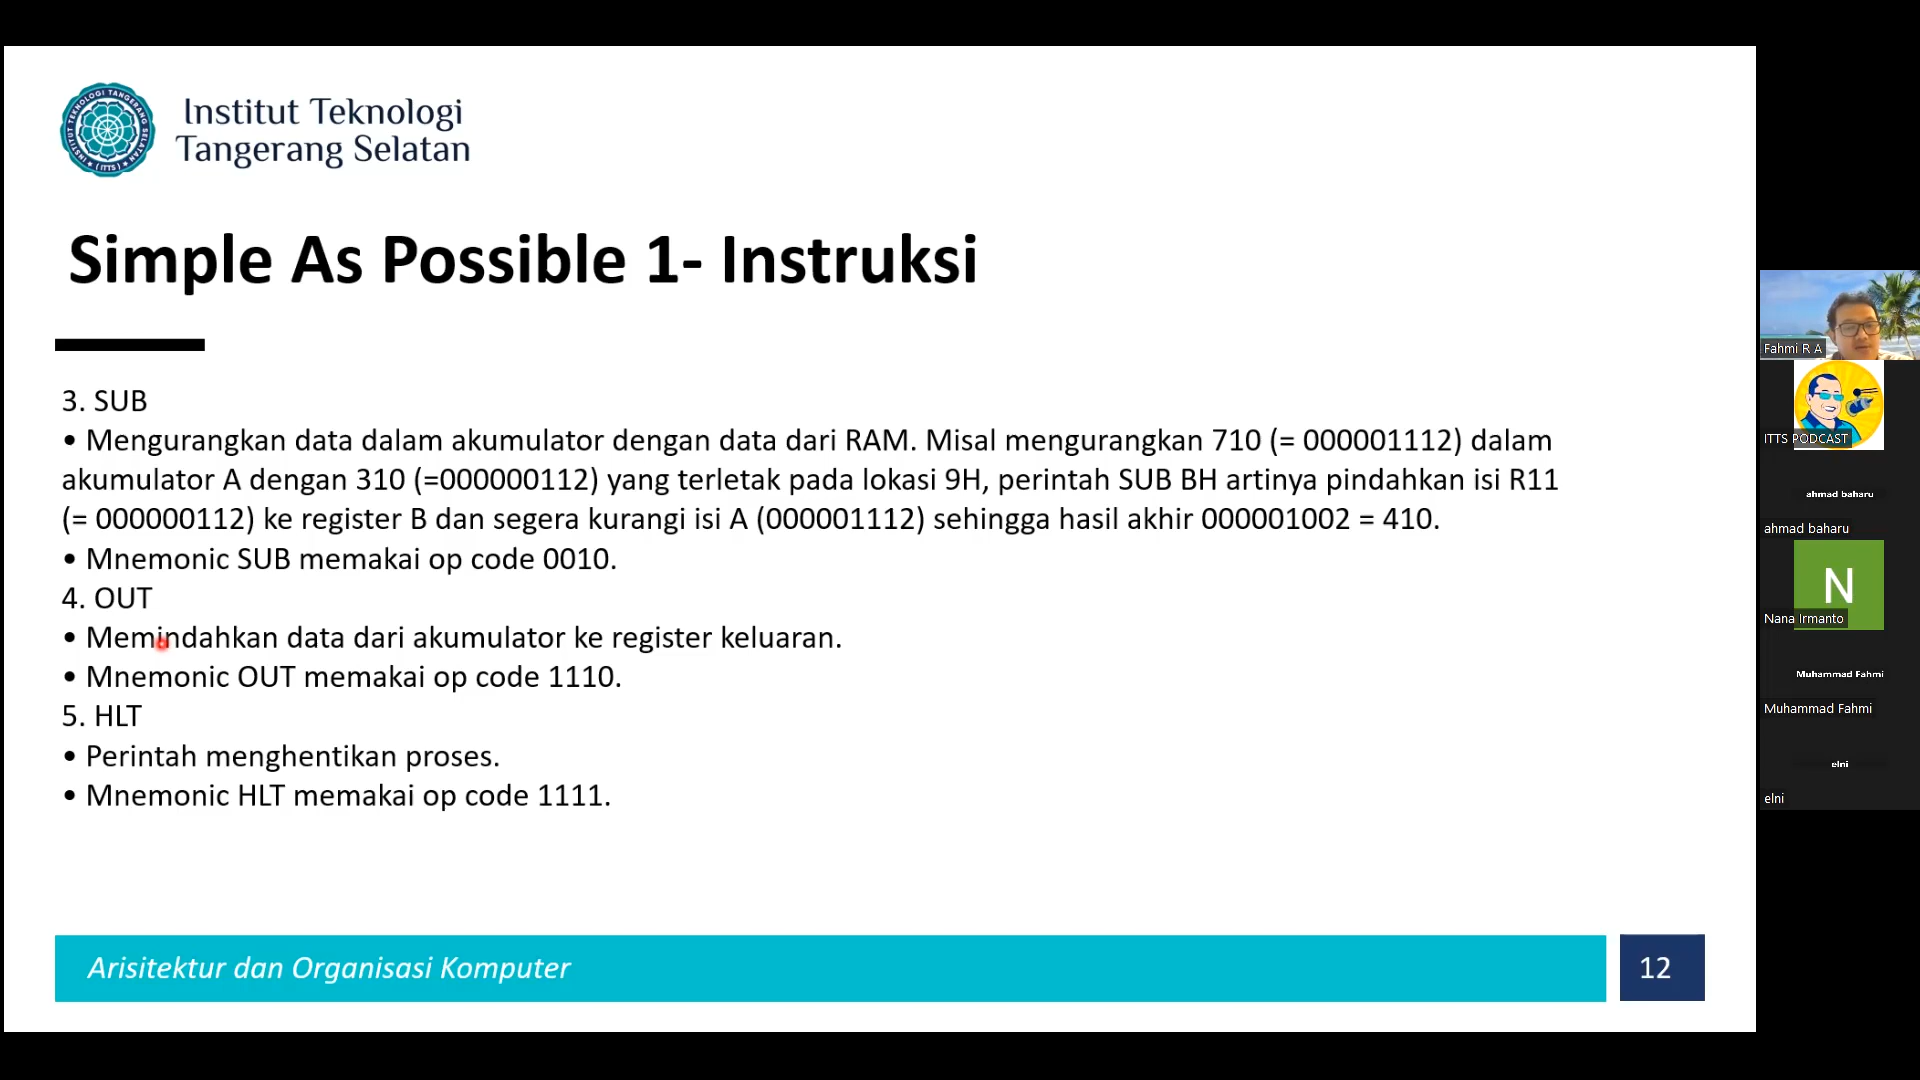 Institut Teknologi
Tangerang Selatan
INSTITUT TEKNOLOGI TANGERANG SELATAN
(ITTS)
Simple As Possible 1- Instruksi
3. SUB
• Mengurangkan data dalam akumulator dengan data dari RAM. Misal mengurangkan 710 (= 000001112) dalam
akumulator A dengan 310 (=000000112) yang terletak pada lokasi 9H, perintah SUB BH artinya pindahkan isi R11
(= 000000112) ke register B dan segera kurangi isi A (000001112) sehingga hasil akhir 000001002 = 410.
• Mnemonic SUB memakai op code 0010.
4. OUT
• Memindahkan data dari akumulator ke register keluaran.
• Mnemonic OUT memakai op code 1110.
5. HLT
• Perintah menghentikan proses.
• Mnemonic HLT memakai op code 1111.
Arisitektur dan Organisasi Komputer
12
Fahmi R A
ITTS PODCAST
ahmad baharu
ahmad baharu
N
Nana Irmanto
Muhammad Fahmi
Muhammad Fahmi
elni
elni